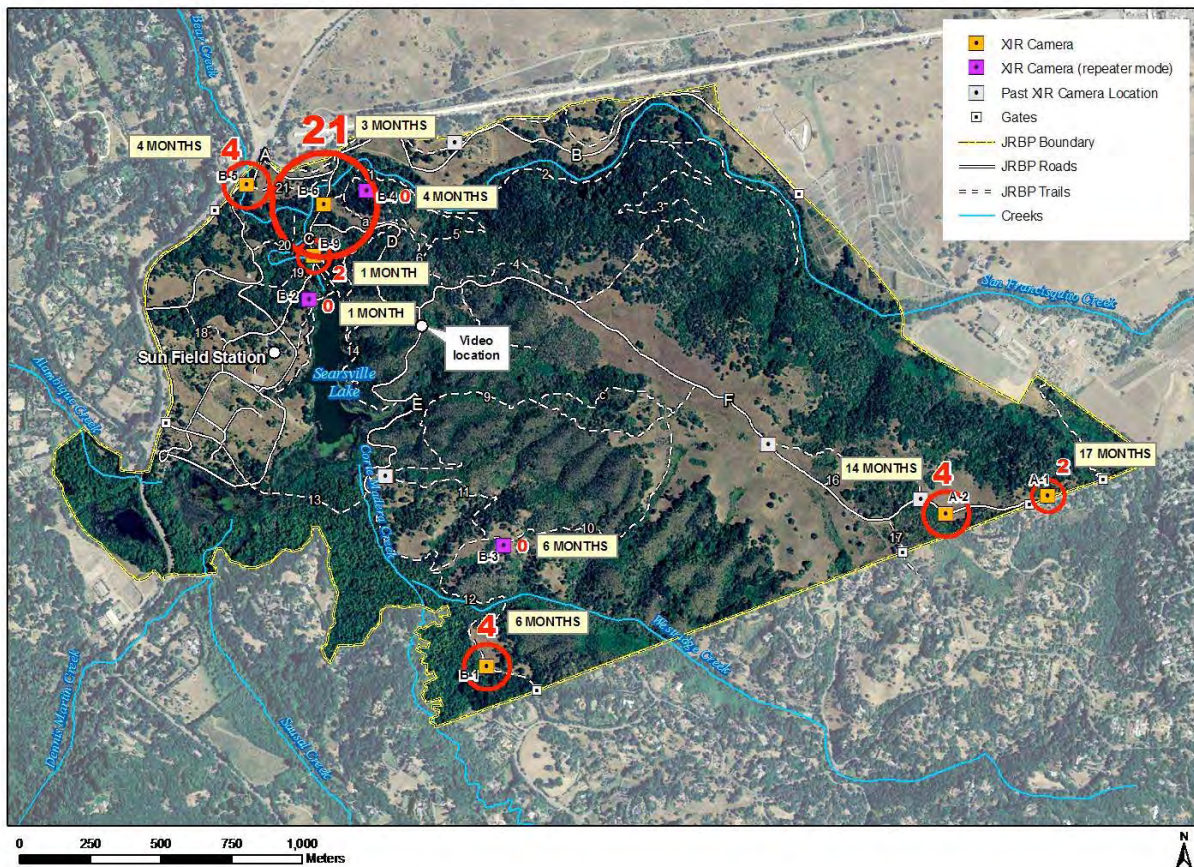 XIR Camera
XIR Camera (repeater mode)
Past XIR Camera Location
Gates
JRBP Boundary
JRBP Roads
JRBP Trails
Creeks
Bear Creek
21
3 MONTHS
4 MONTHS
4
A
B
B-5
21
B-6
B-4
0
4 MONTHS
2
3
a
5
D
20
C
B-9
6
4
19
2
1 MONTH
B-2
0
1 MONTH
San Francisquito Creek
18
Video
location
Sun Field Station
14
Searsville
Lake
Alambique Creek
E
9
c
F
17 MONTHS
14 MONTHS
4
2
A-1
A-2
16
Corte Madera Creek
11
13
10
B-3
0
6 MONTHS
17
12
6 MONTHS
4
B-1
Westridge Creek
Dennis Martin Creek
Sausal Creek
0 250 500 750 1,000
Meters
N